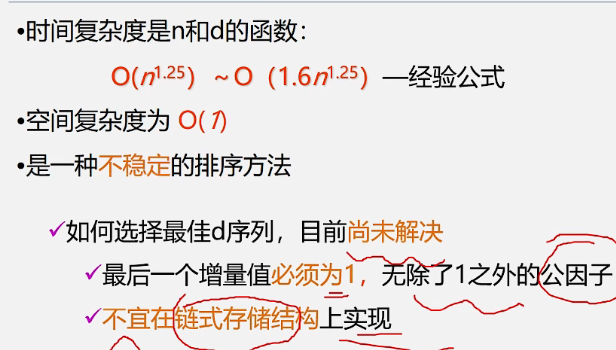 •时间复杂度是n和d的函数：
O(n^1.25) ~O（1.6n^1.25）—经验公式
•空间复杂度为 O(1)
•是一种不稳定的排序方法
✓如何选择最佳d序列，目前尚未解决
✓最后一个增量值必须为1，无除了1之外的公因子
✓不宜在链式存储结构上实现